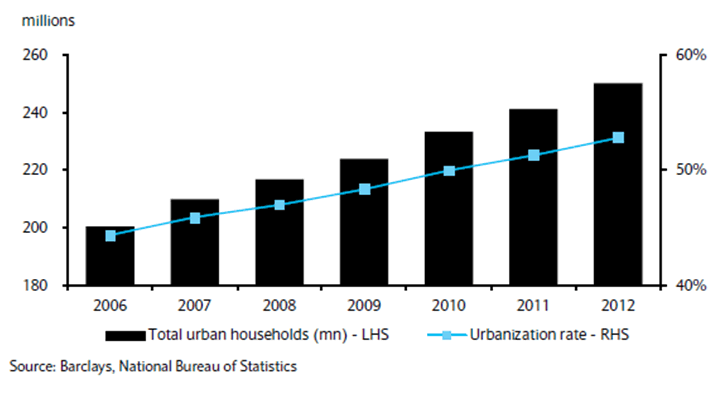 millions
260
60%
240
220
50%
200
180
40%
2006 2007 2008 2009 2010 2011 2012
Total urban households (mn) - LHS
Urbanization rate - RHS
Source: Barclays, National Bureau of Statistics